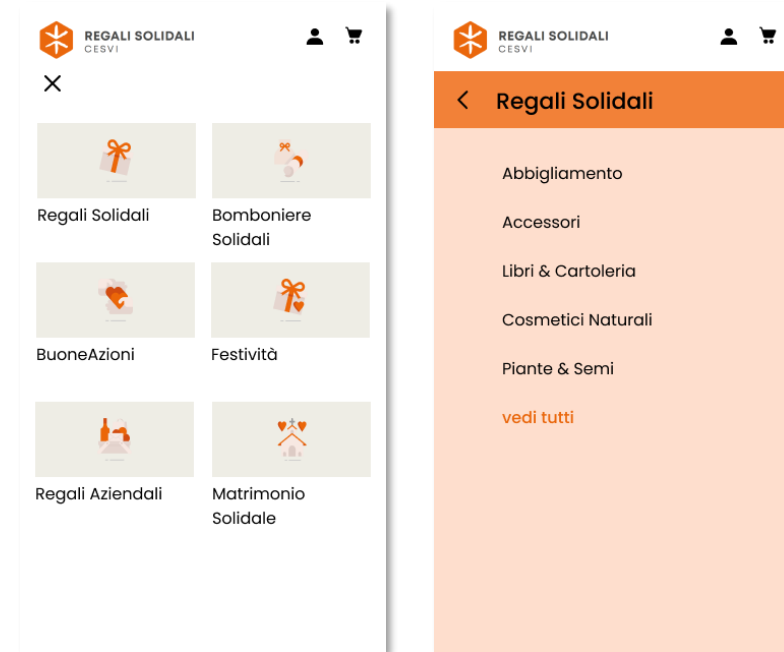 REGALI SOLIDALI
CESVI
Regali Solidali
Bomboniere
Solidali
BuoneAzioni
Festività
Regali Aziendali
Matrimonio
Solidale
REGALI SOLIDALI
CESVI
Regali Solidali
Abbigliamento
Accessori
Libri & Cartoleria
Cosmetici Naturali
Piante & Semi
vedi tutti